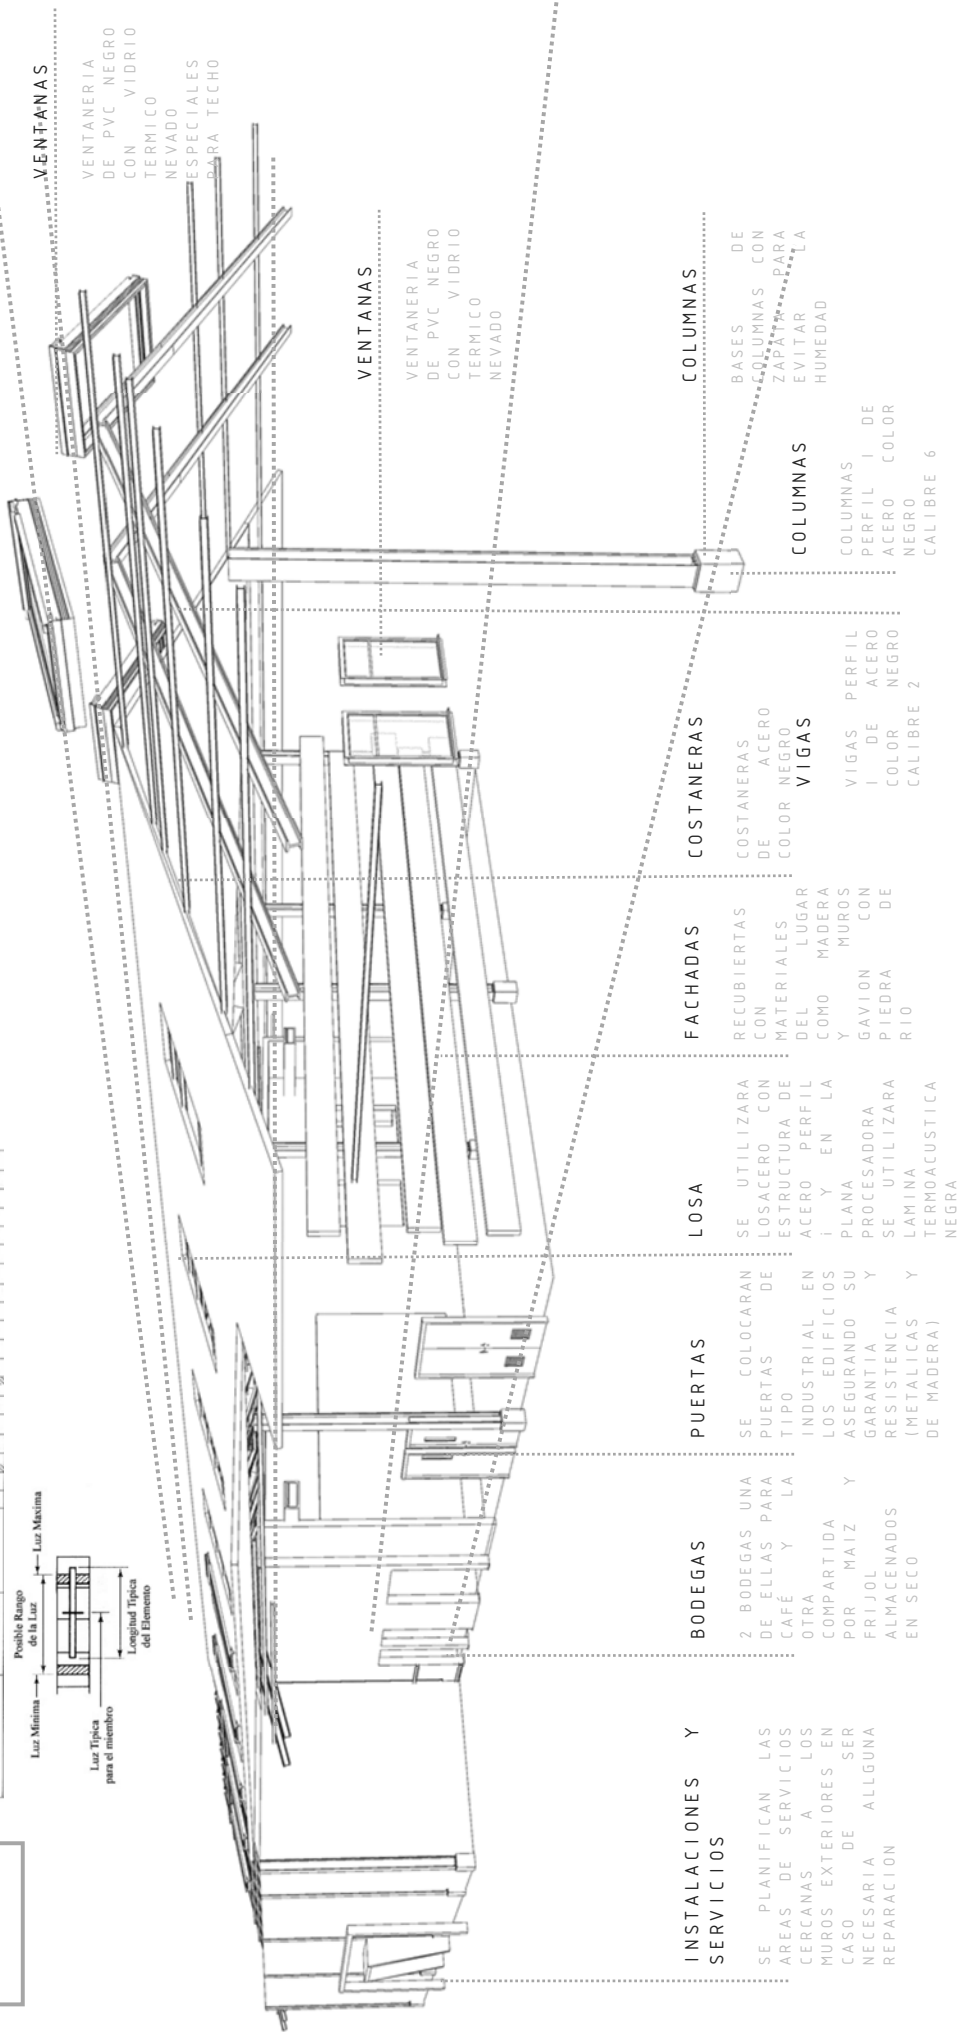 Posible Rango
de la Luz
Luz Minima
Luz Maxima
Luz Tipica
para el miembro
Longitud Tipica
del Elemento
VENTANAS
VENTANERIA
DE PVC NEGRO
CON VIDRIO
TERMICO
NEVADO
ESPECIALES
PARA TECHO
VENTANAS
VENTANERIA
DE PVC NEGRO
CON VIDRIO
TERMICO
NEVADO
INSTALACIONES Y
SERVICIOS
SE PLANIFICAN LAS
AREAS DE SERVICIOS
CERCANAS A LOS
MUROS EXTERIORES EN
CASO DE SER
NECESARIA ALLGUNA
REPARACION
BODEGAS
2 BODEGAS UNA
DE ELLAS PARA
CAFÉ Y LA
OTRA
COMPARTIDA
POR MAIZ Y
FRIJOL
ALMACENADOS
EN SECO
PUERTAS
SE COLOCARAN
PUERTAS DE
TIPO
INDUSTRIAL EN
LOS EDIFICIOS
ASEGURANDO SU
GARANTIA Y
RESISTENCIA
(METALICAS Y
DE MADERA)
LOSA
SE UTILIZARA
LOSACERO CON
ESTRUCTURA DE
ACERO PERFIL
i Y EN LA
PLANA
PROCESADORA
SE UTILIZARA
LAMINA
TERMOACUSTICA
NEGRA
FACHADAS
RECUBIERTAS
CON
MATERIALES
DEL LUGAR
COMO MADERA
Y MUROS
GAVION CON
PIEDRA DE
RIO
COSTANERAS
COSTANERAS
DE ACERO
COLOR NEGRO
VIGAS
VIGAS PERFIL
I DE ACERO
COLOR NEGRO
CALIBRE 2
COLUMNAS
COLUMNAS
PERFIL I DE
ACERO COLOR
NEGRO
CALIBRE 6
COLUMNAS
BASES DE
COLUMNAS CON
ZAPATA PARA
EVITAR LA
HUMEDAD